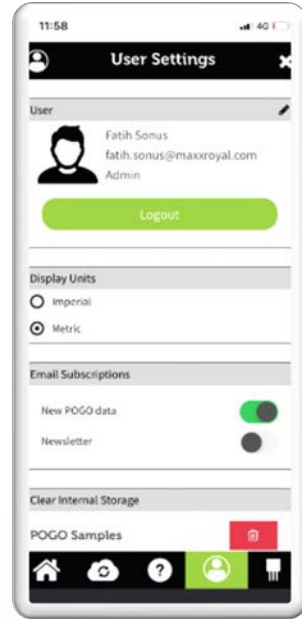 11:58
4G
User Settings
User
Fatih Sonus
fatih.sonus@maxxroyal.com
Admin
Logout
Display Units
Imperial
Metric
Email Subscriptions
New POGO data
Newsletter
Clear Internal Storage
POGO Samples
?